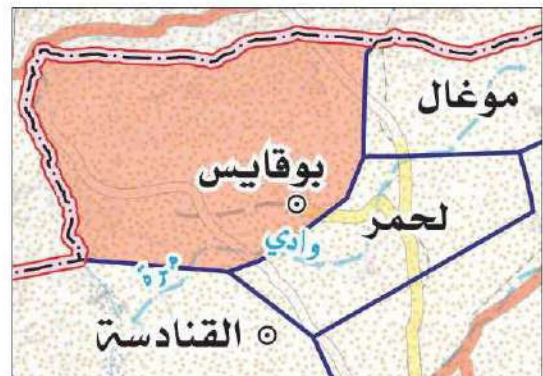 موغال
بوقايس
لحمر
وادي
القنادسة